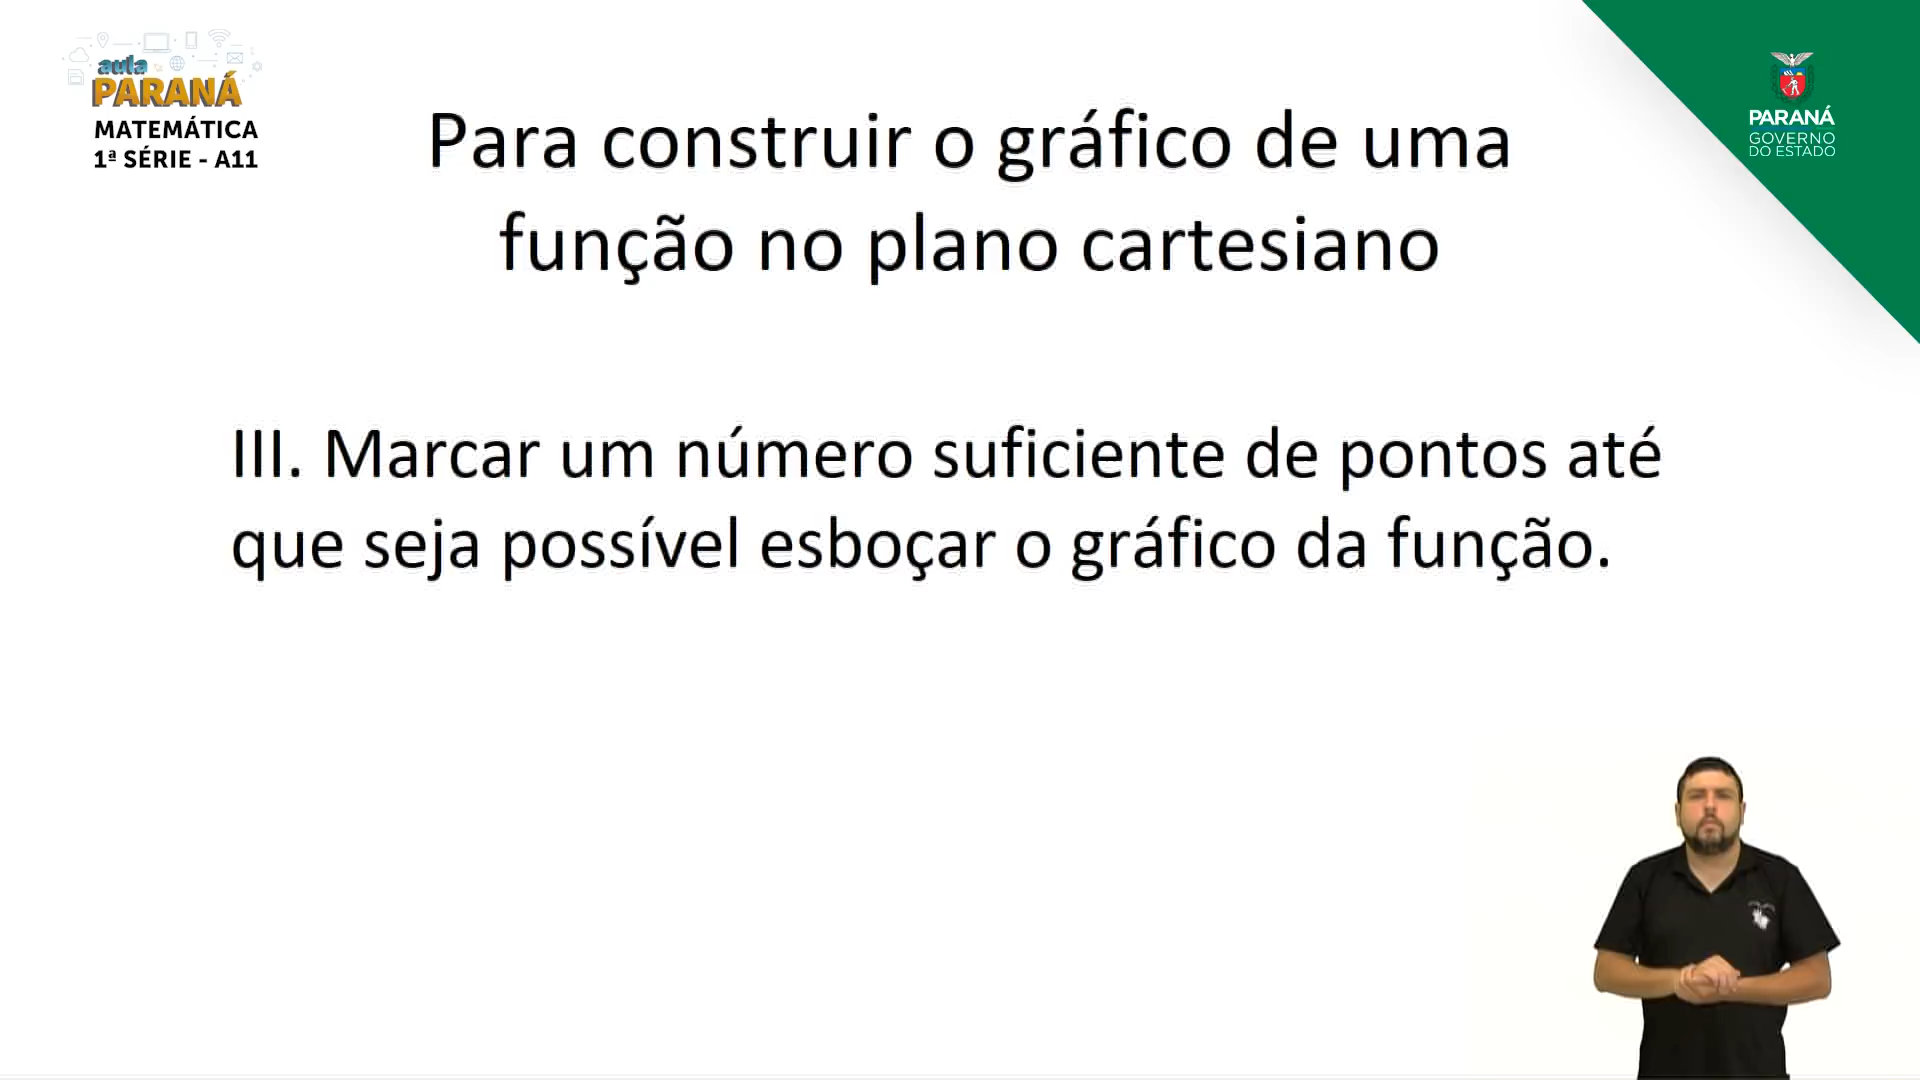 aula
PARANÁ
MATEMÁTICA
1ª SÉRIE - A11
PARANÁ
GOVERNO
DO ESTADO
Para construir o gráfico de uma
função no plano cartesiano
III. Marcar um número suficiente de pontos até
que seja possível esboçar o gráfico da função.